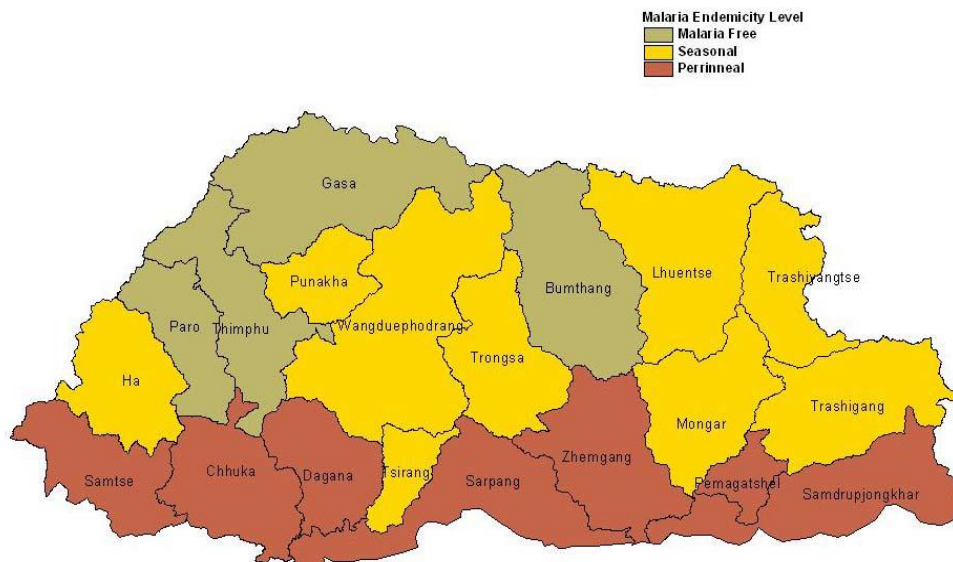 Malaria Endemicity Level
Malaria Free
Seasonal
Perrinneal
Gasa
Punakha
Lhuentse
Trashiyangtse
Bumthang
Paro
Thimphu
Wangduephodrang
Trongsa
Ha
Trashigang
Mongar
Zhemgang
Samtse
Chhuka
Dagana
Tsirang
Sarpang
Pemagatshel
Samdrupjongkhar